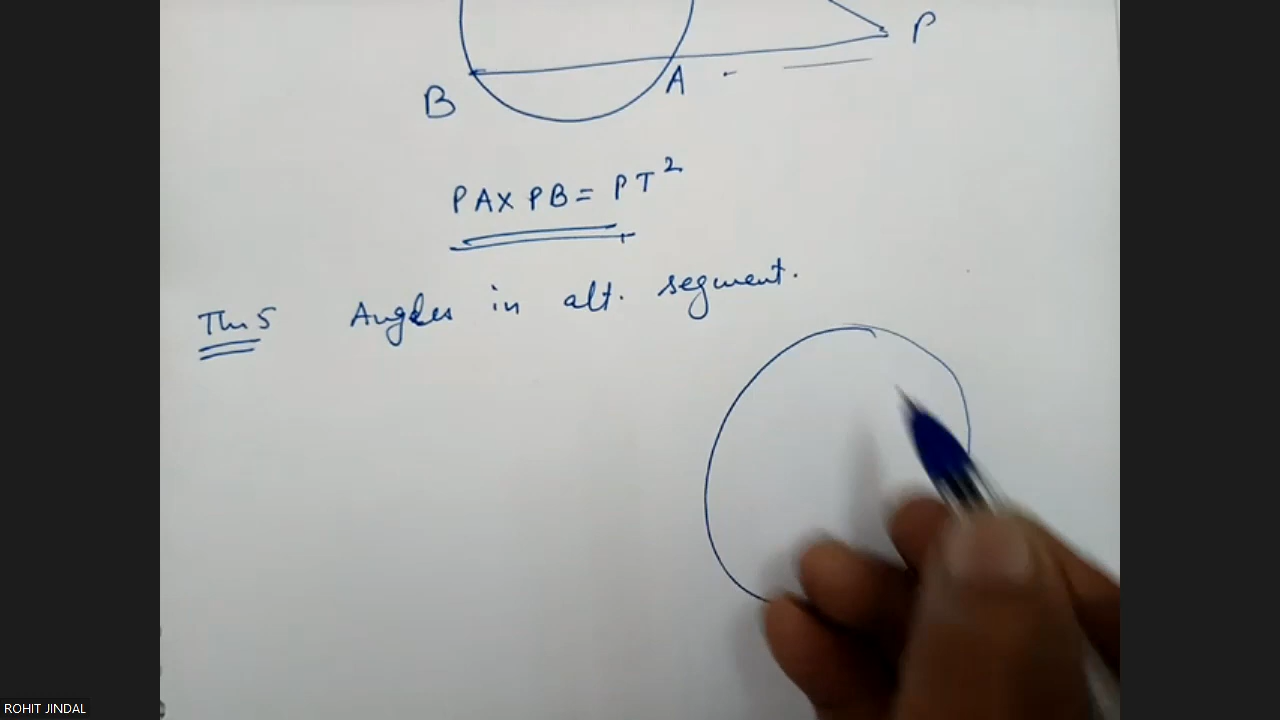 P
B
A
PA X PB = PT²
Thm 5 Angles in alt. segment.
ROHIT JINDAL